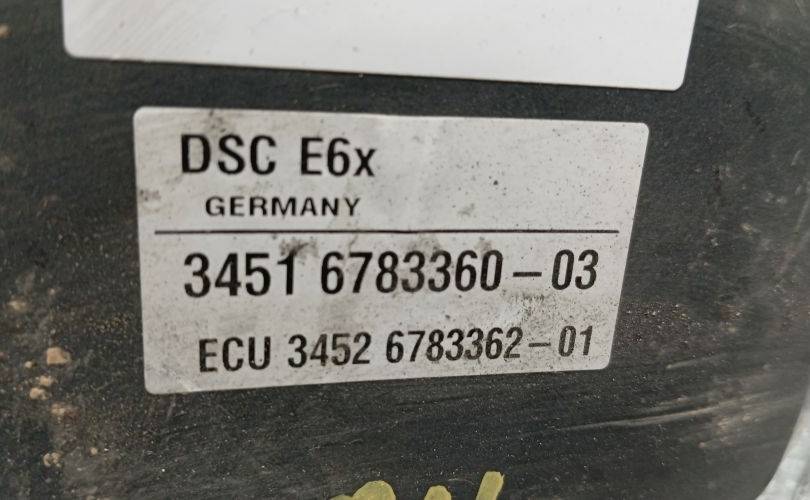 DSC E6x
GERMANY
3451 6783360-03
ECU 3452 6783362-01